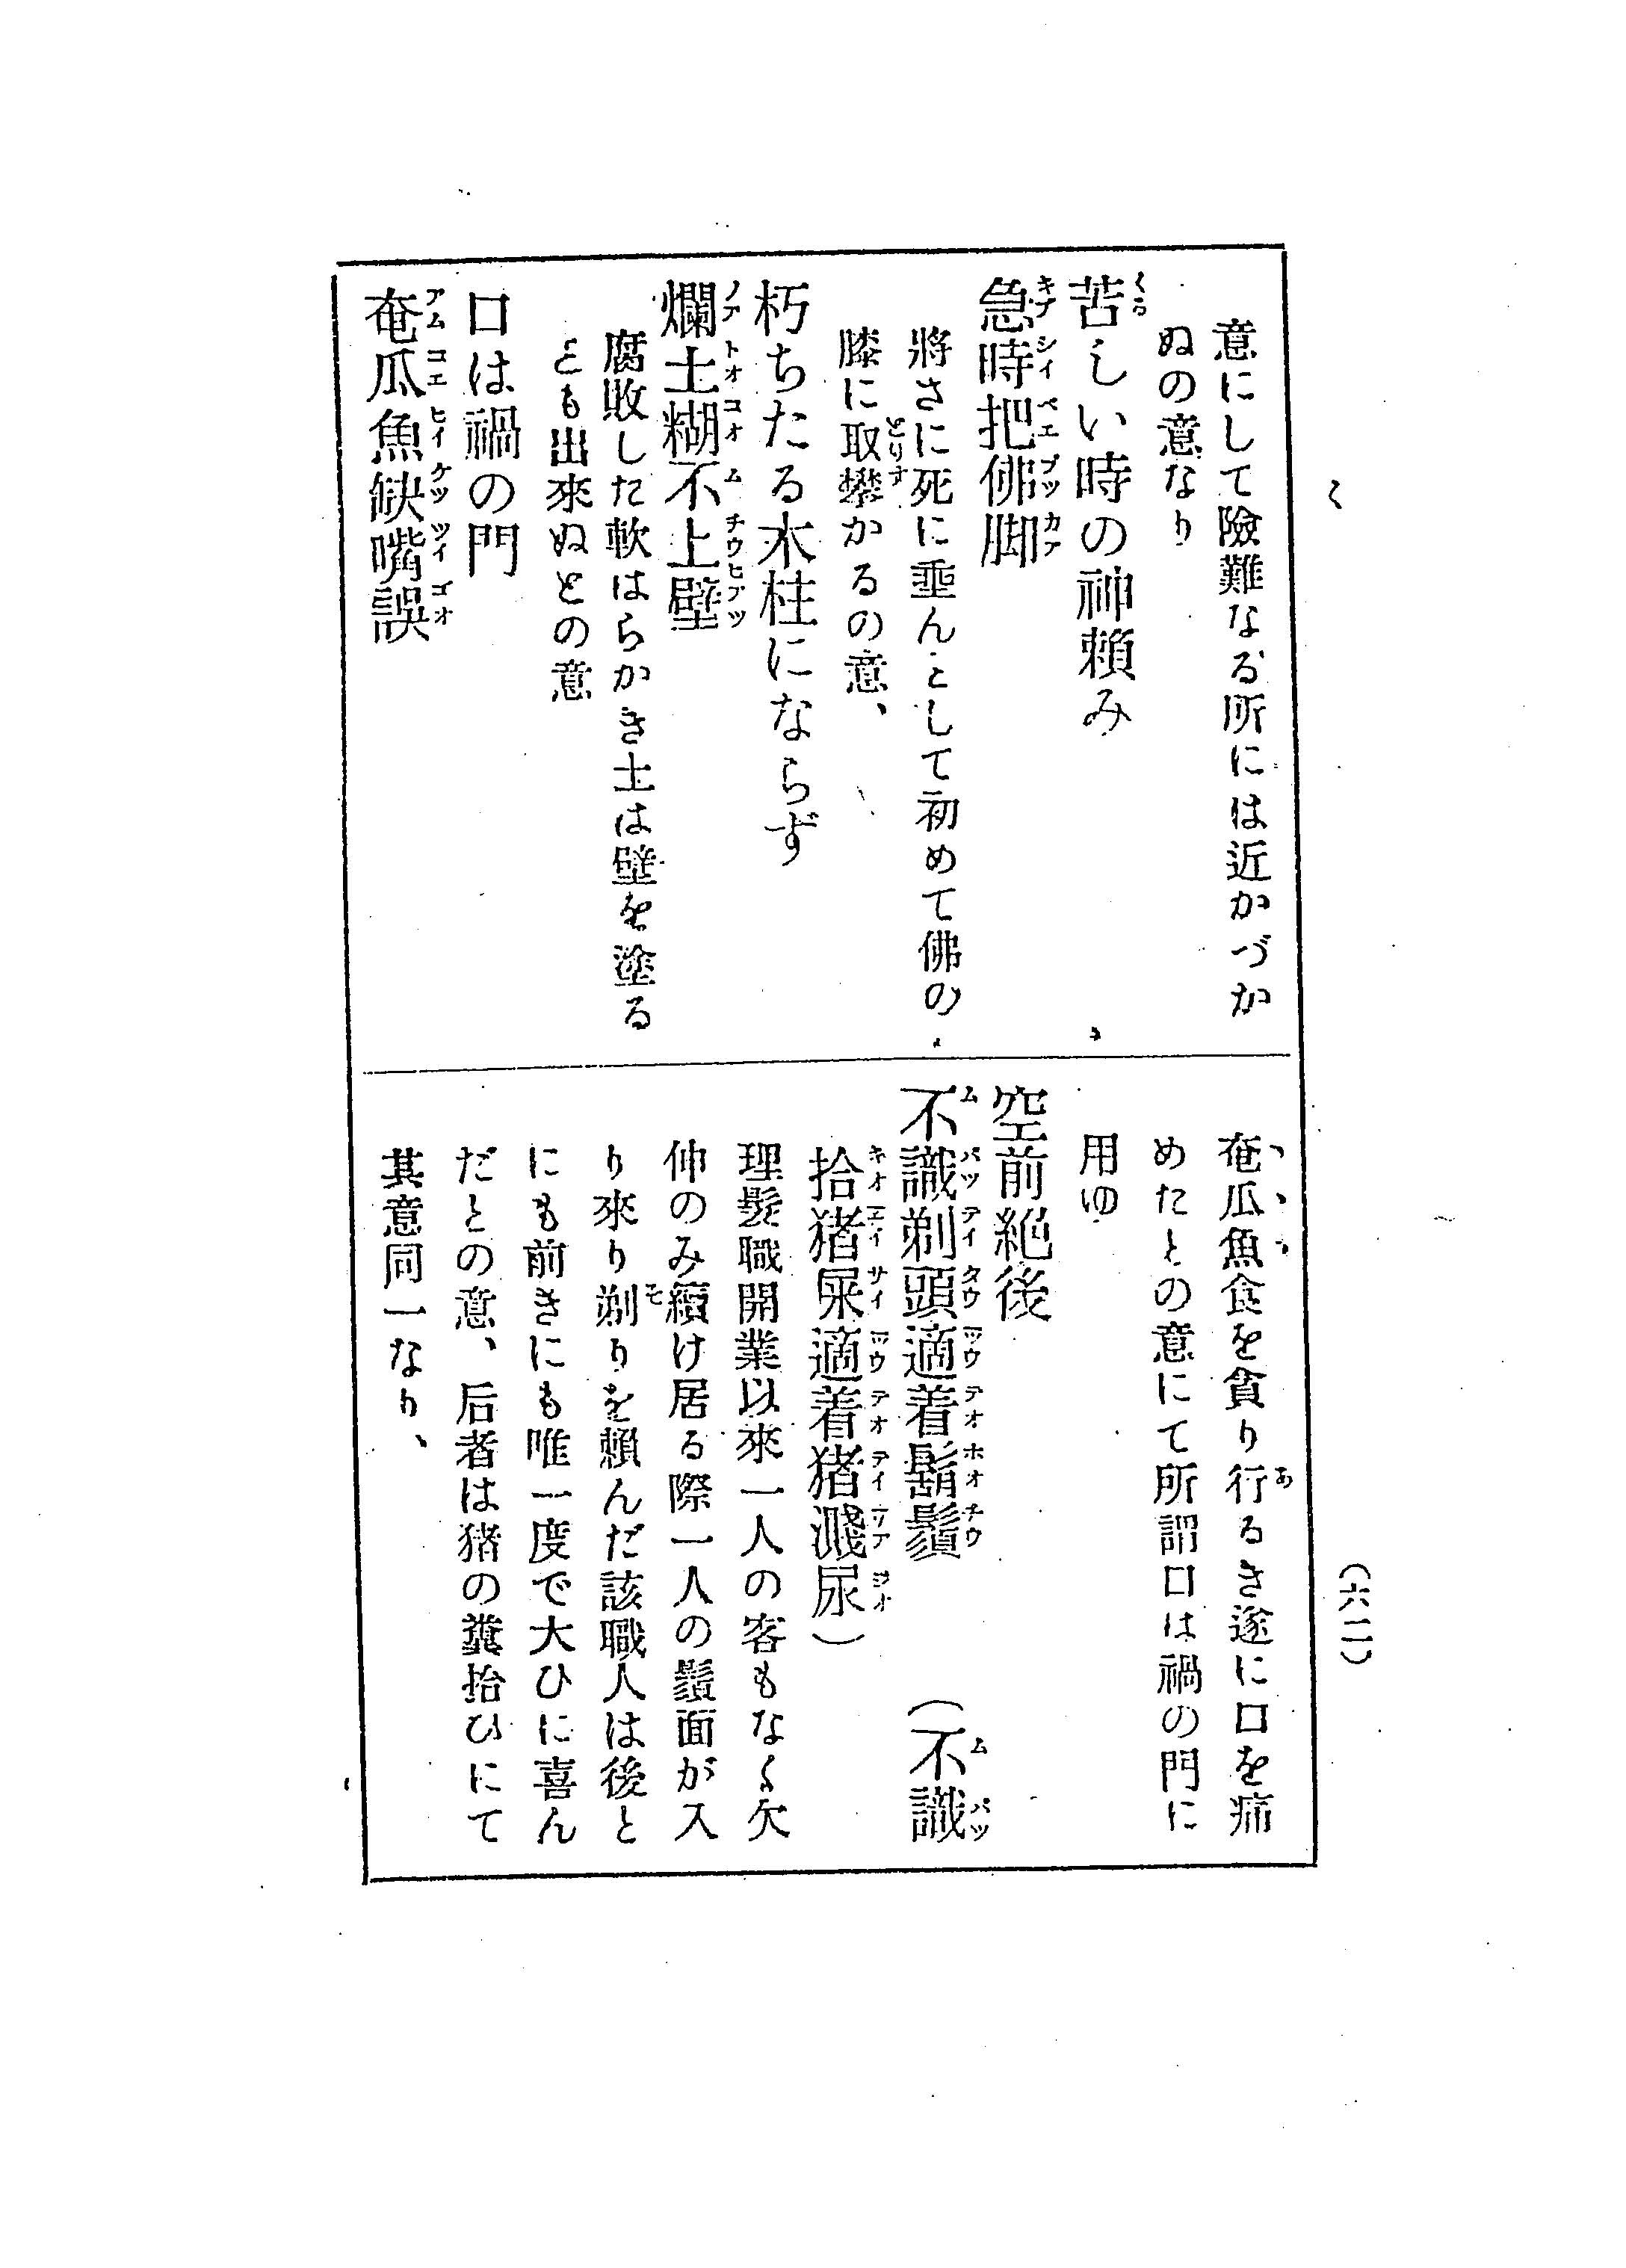 く
意にして險難なる所には近かづか
ぬの意なり
苦しい時の神頼み
急時把佛脚
將さに死に垂んとして初めて佛の
膝に取攀かるの意、
朽ちたる木柱にならず
爛土糊不上壁
腐敗した軟はらかき土は壁を塗る
とも出來ぬとの意
口は禍の門
奄瓜魚缺嘴誤
奄瓜魚食を貪り行るき遂に口を痛
めたとの意にて所謂口は禍の門に
用ゆ
空前絶後
不識剃頭適着鬍鬚 (不識
拾猪屎適着猪濺尿)
理髮職開業以來一人の客もなく欠
伸のみ續け居る際一人の鬚面が入
り來り剃りを頼んだ該職人は後と
にも前きにも唯一度で大ひに喜ん
だとの意、后者は猪の糞拾ひにて
其意同一なり、
(六二)